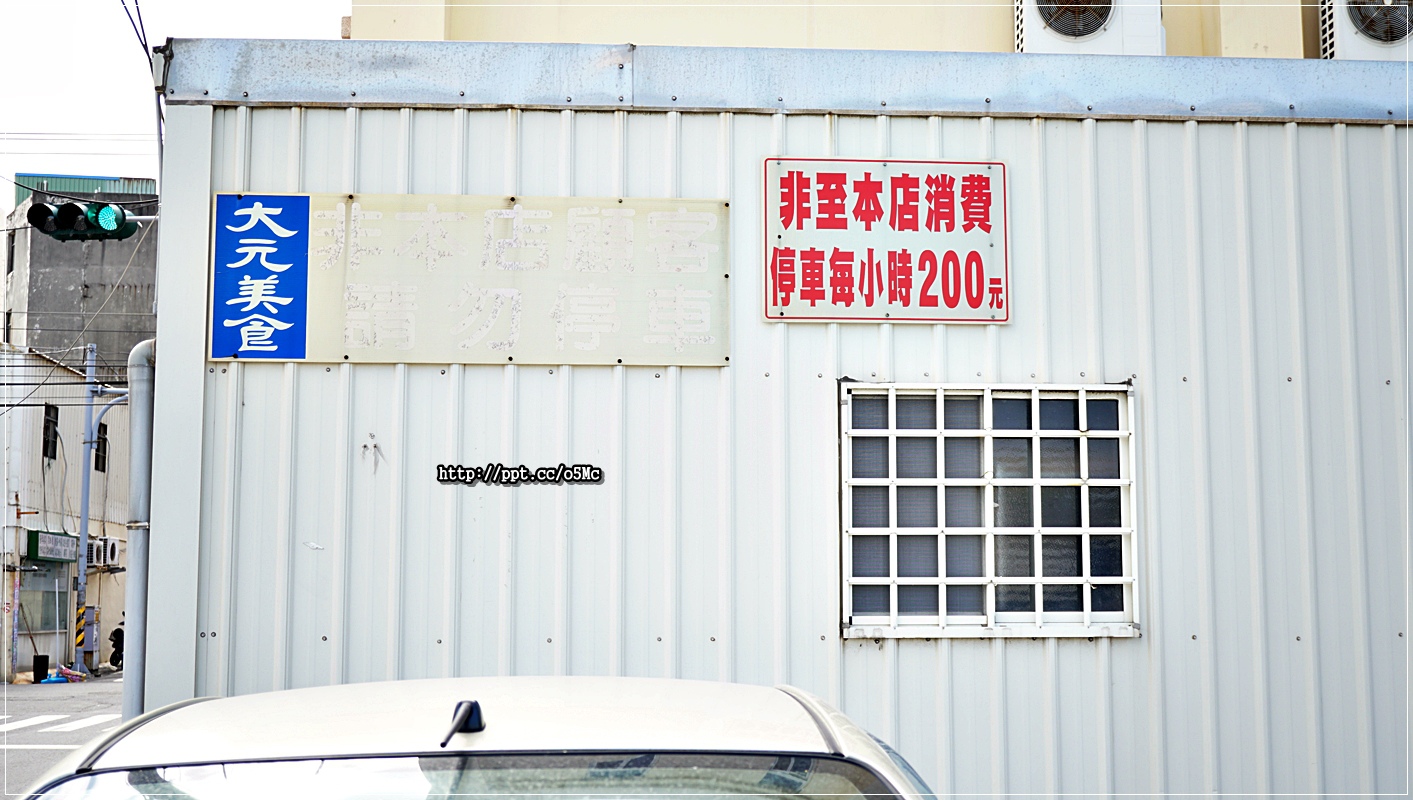 大元美食
非本店顧客
請勿停車
非至本店消費
停車每小時200元
http://ppt.cc/o5Mc